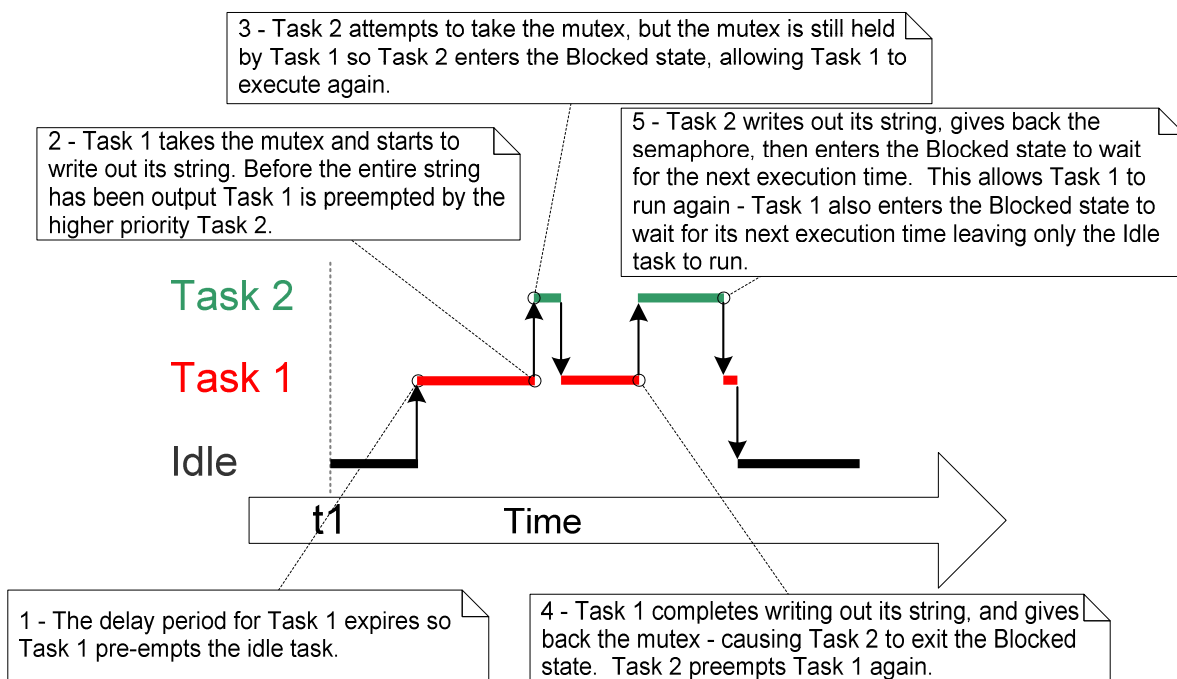 3 - Task 2 attempts to take the mutex, but the mutex is still held
by Task 1 so Task 2 enters the Blocked state, allowing Task 1 to
execute again.
2 - Task 1 takes the mutex and starts to
write out its string. Before the entire string
has been output Task 1 is preempted by the
higher priority Task 2.
5 - Task 2 writes out its string, gives back the
semaphore, then enters the Blocked state to wait
for the next execution time.  This allows Task 1 to
run again - Task 1 also enters the Blocked state to
wait for its next execution time leaving only the Idle
task to run.
Task 2
Task 1
Idle
t1
Time
1 - The delay period for Task 1 expires so
Task 1 pre-empts the idle task.
4 - Task 1 completes writing out its string, and gives
back the mutex - causing Task 2 to exit the Blocked
state.  Task 2 preempts Task 1 again.